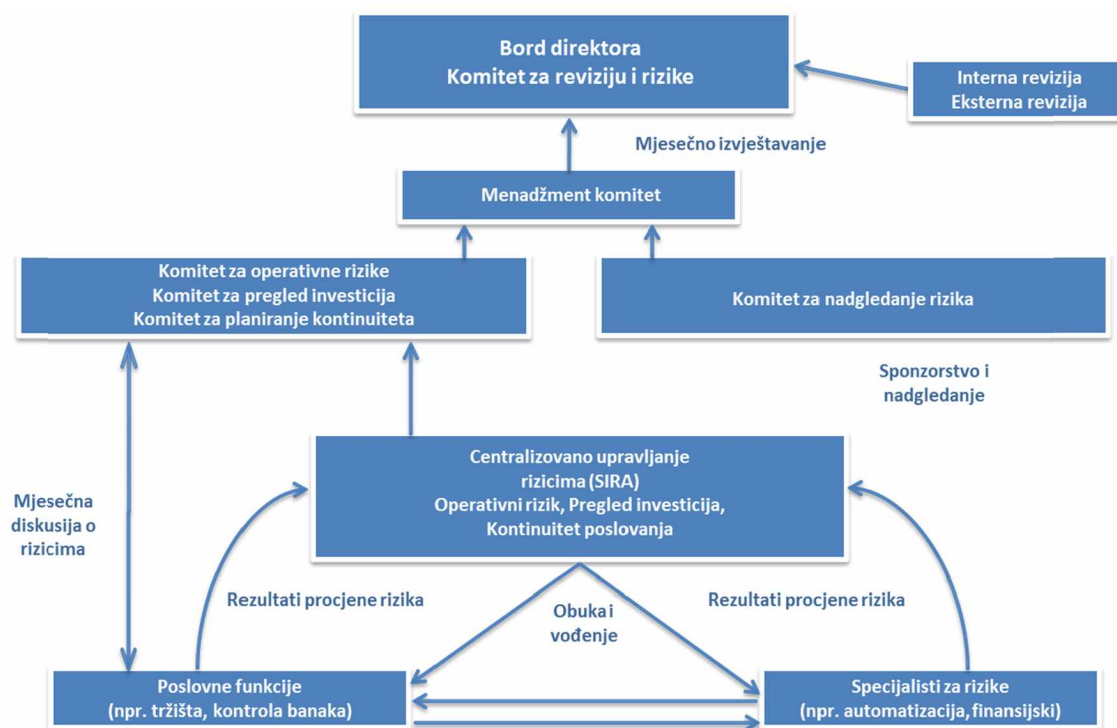 Bord direktora
Komitet za reviziju i rizike
Interna revizija
Eksterna revizija
Mjesečno izvještavanje
Menadžment komitet
Komitet za operativne rizike
Komitet za pregled investicija
Komitet za planiranje kontinuiteta
Komitet za nadgledanje rizika
Sponzorstvo i
nadgledanje
Centralizovano upravljanje
rizicima (SIRA)
Operativni rizik, Pregled investicija,
Kontinuitet poslovanja
Mjesečna
diskusija o
rizicima
Rezultati procjene rizika
Obuka i
vođenje
Rezultati procjene rizika
Poslovne funkcije
(npr. tržišta, kontrola banaka)
Specijalisti za rizike
(npr. automatizacija, finansijski)